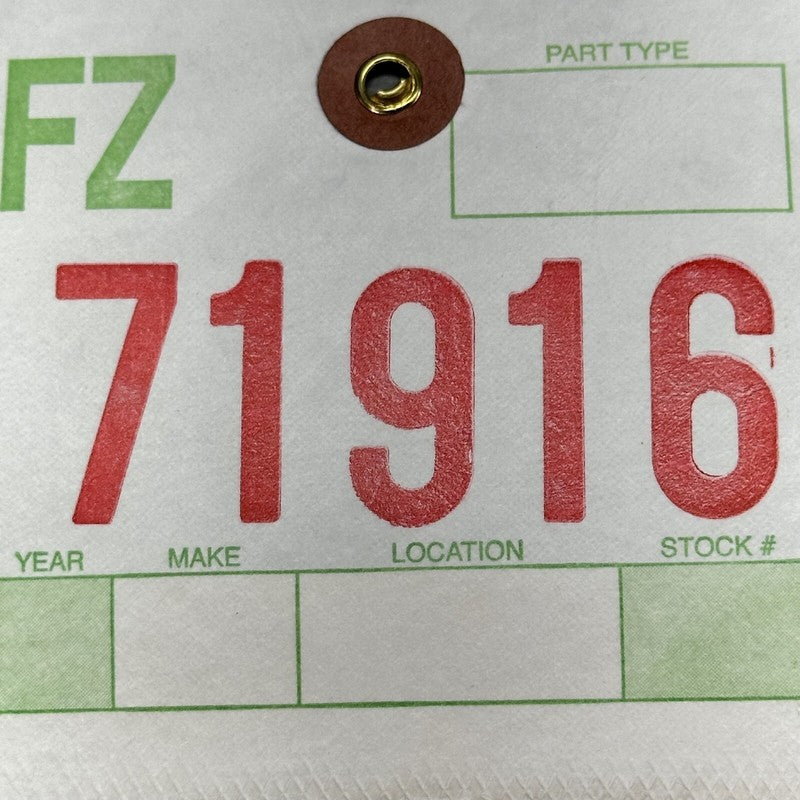 FZ
PART TYPE
71916
YEAR MAKE LOCATION STOCK #